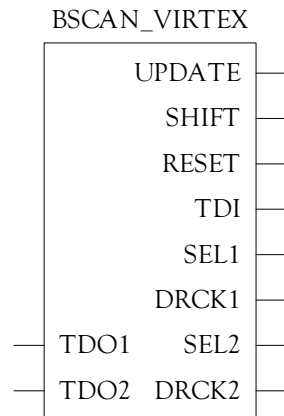 BSCAN_VIRTEX
UPDATE
SHIFT
RESET
TDI
SEL1
DRCK1
TDO1 SEL2
TDO2 DRCK2